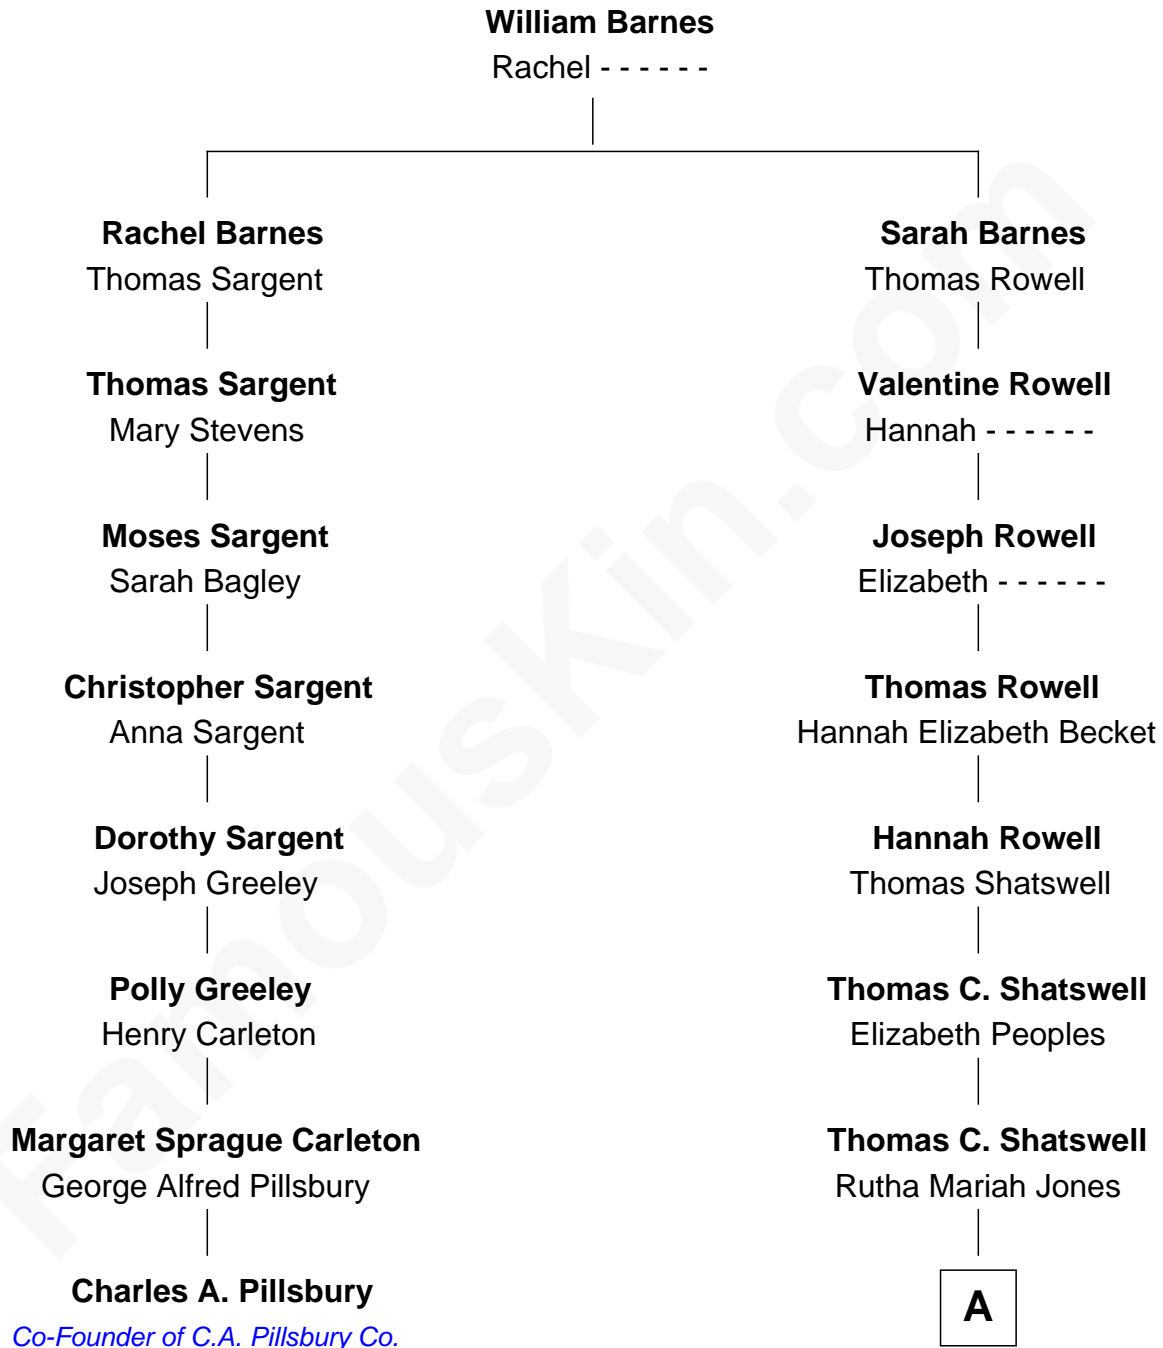 William Barnes
Rachel - - - - - -
Rachel Barnes
Thomas Sargent
Sarah Barnes
Thomas Rowell
Thomas Sargent
Mary Stevens
Valentine Rowell
Hannah - - - - - -
Moses Sargent
Sarah Bagley
Joseph Rowell
Elizabeth - - - - - -
Christopher Sargent
Anna Sargent
Thomas Rowell
Hannah Elizabeth Becket
Dorothy Sargent
Joseph Greeley
Hannah Rowell
Thomas Shatswell
Polly Greeley
Henry Carleton
Thomas C. Shatswell
Elizabeth Peoples
Margaret Sprague Carleton
George Alfred Pillsbury
Thomas C. Shatswell
Rutha Mariah Jones
Charles A. Pillsbury
Co-Founder of C.A. Pillsbury Co.
A
FamousKin.com